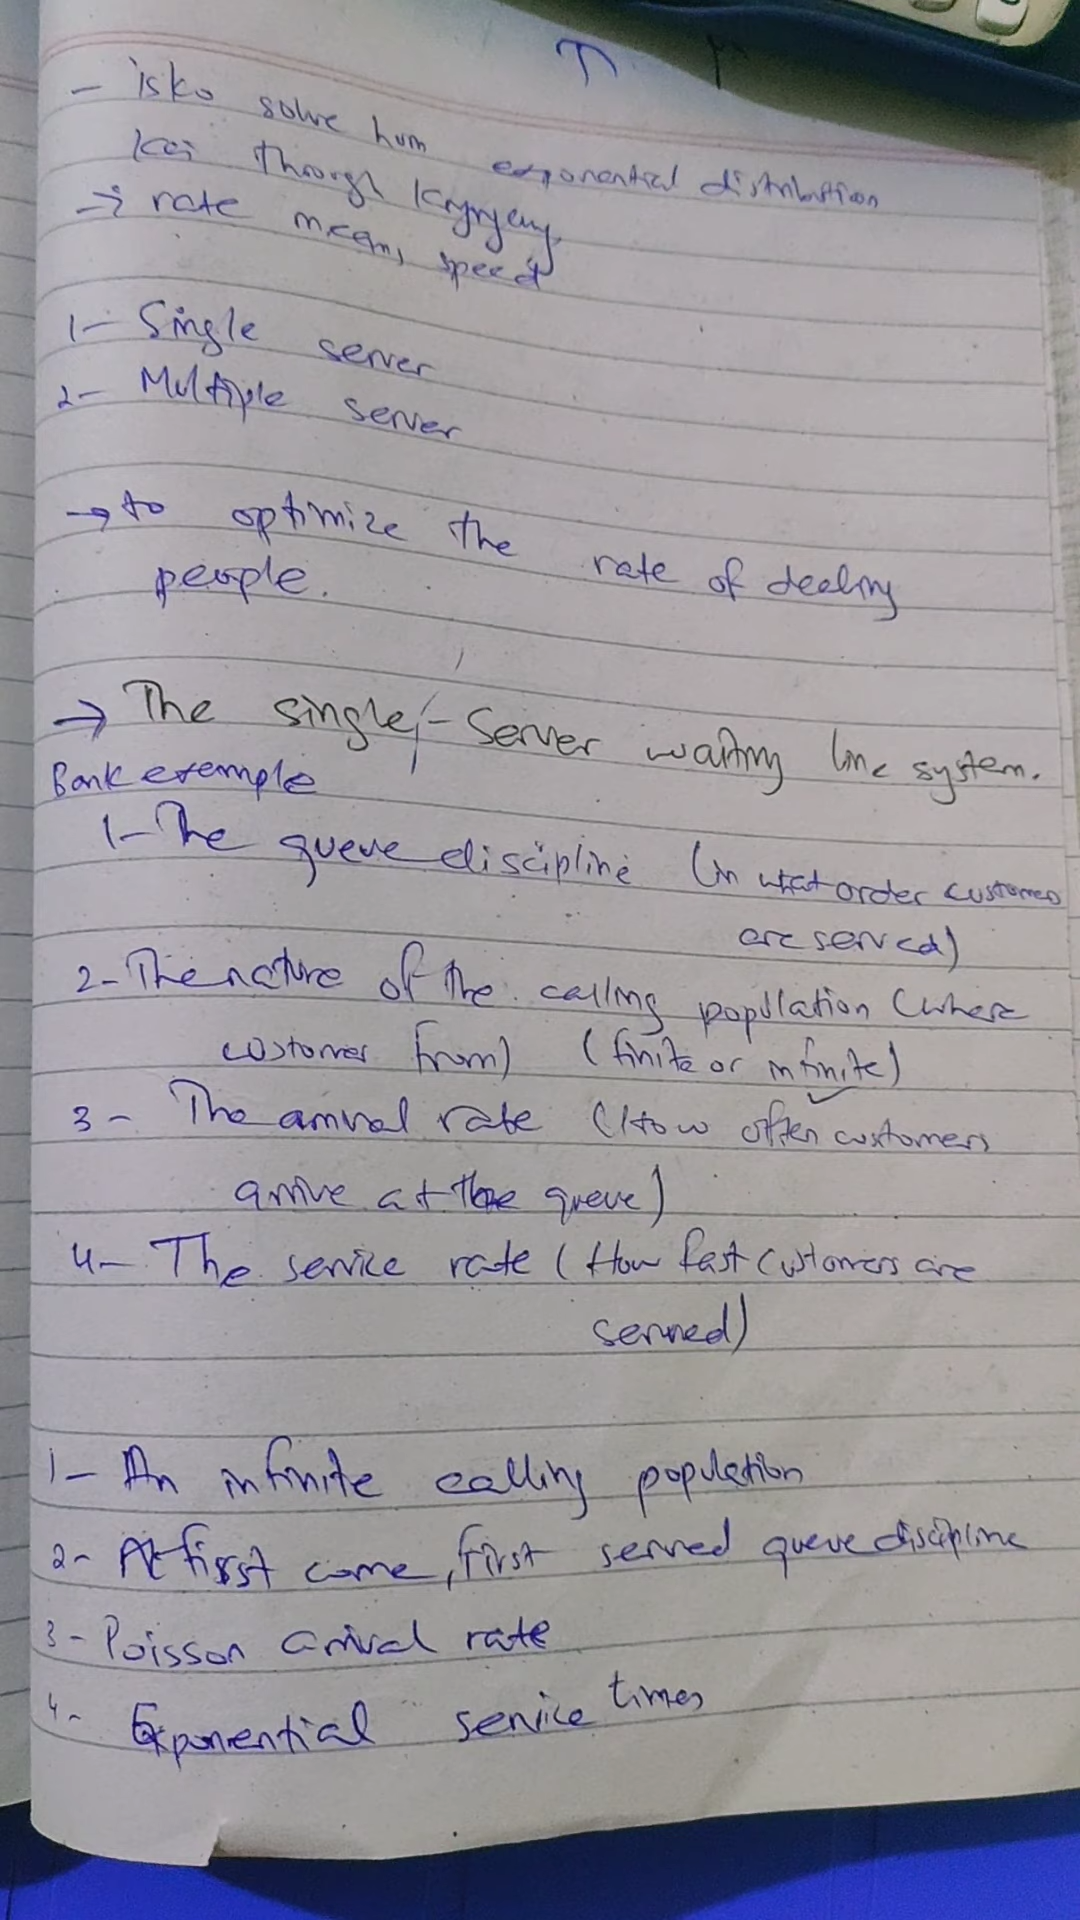 - isko solve hum exponential distribution
kai through krynyeny
→ rate means speed
1- Single server
2- Multiple server
→ to optimize the rate of dealing
people.
→ The single-Server waiting line system.
Bank example
1- The queue discipline (in what order customers
are served)
2- The nature of the calling population (where
customer from) (finite or infinite)
3- The arrival rate (How often customers
arrive at the queue)
4- The service rate (How fast customers are
served)
1- An infinite calling population
2- A first come, first served queue discipline
3- Poisson arrival rate
4- Exponential service times